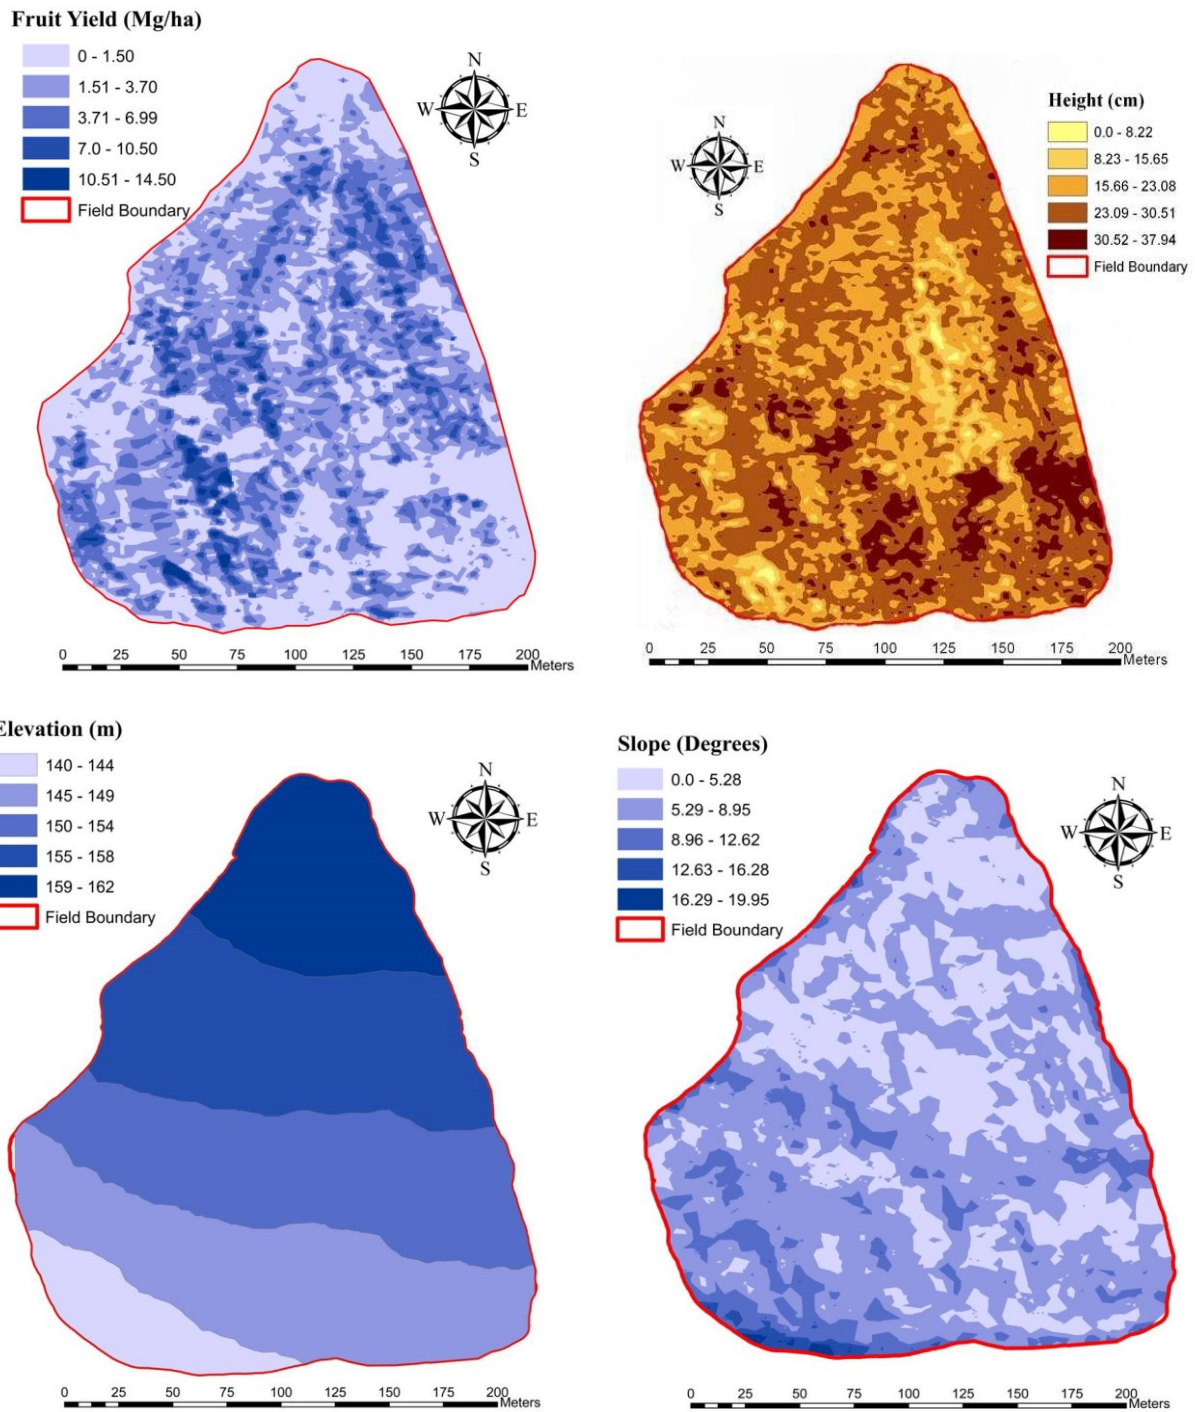 Fruit Yield (Mg/ha)
0 - 1.50
1.51 - 3.70
3.71 - 6.99
7.0 - 10.50
10.51 - 14.50
Field Boundary
N
W E
S
0 25 50 75 100 125 150 175 200
Meters
Height (cm)
0.0 - 8.22
8.23 - 15.65
15.66 - 23.08
23.09 - 30.51
30.52 - 37.94
Field Boundary
N
W E
S
0 25 50 75 100 125 150 175 200
Meters
Elevation (m)
140 - 144
145 - 149
150 - 154
155 - 158
159 - 162
Field Boundary
N
W E
S
0 25 50 75 100 125 150 175 200
Meters
Slope (Degrees)
0.0 - 5.28
5.29 - 8.95
8.96 - 12.62
12.63 - 16.28
16.29 - 19.95
Field Boundary
N
W E
S
0 25 50 75 100 125 150 175 200
Meters